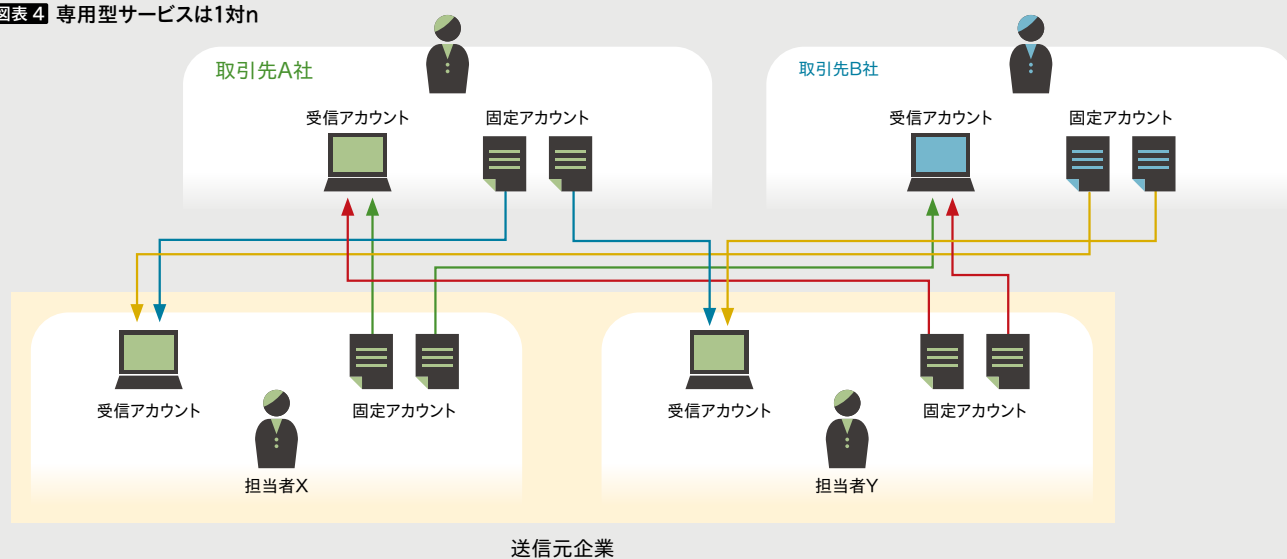 図表4 専用型サービスは1対n
取引先A社
取引先B社
受信アカウント 固定アカウント
受信アカウント 固定アカウント
受信アカウント 固定アカウント
受信アカウント 固定アカウント
担当者X
担当者Y
送信元企業